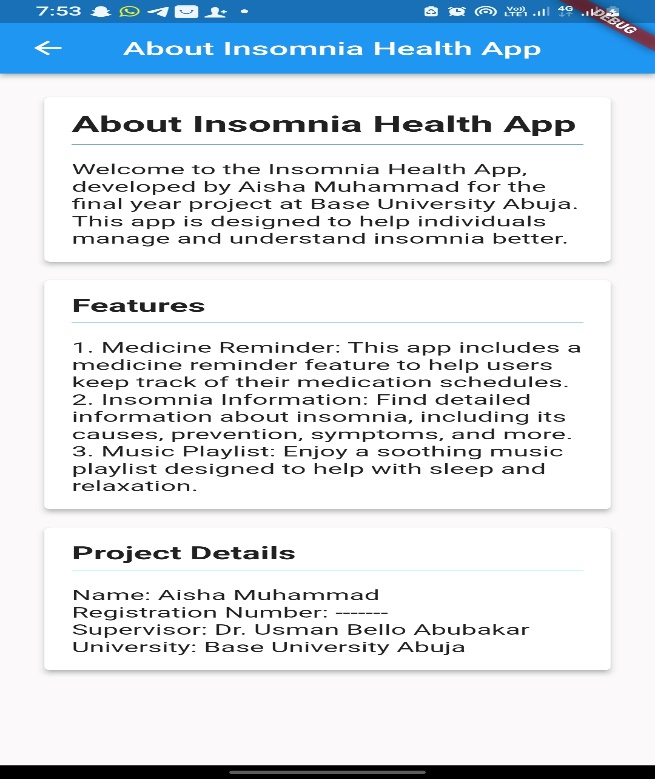 7:53
Vo))
LTE1
4G
DEBUG
About Insomnia Health App
About Insomnia Health App
Welcome to the Insomnia Health App,
developed by Aisha Muhammad for the
final year project at Base University Abuja.
This app is designed to help individuals
manage and understand insomnia better.
Features
1. Medicine Reminder: This app includes a
medicine reminder feature to help users
keep track of their medication schedules.
2. Insomnia Information: Find detailed
information about insomnia, including its
causes, prevention, symptoms, and more.
3. Music Playlist: Enjoy a soothing music
playlist designed to help with sleep and
relaxation.
Project Details
Name: Aisha Muhammad
Registration Number: -------
Supervisor: Dr. Usman Bello Abubakar
University: Base University Abuja